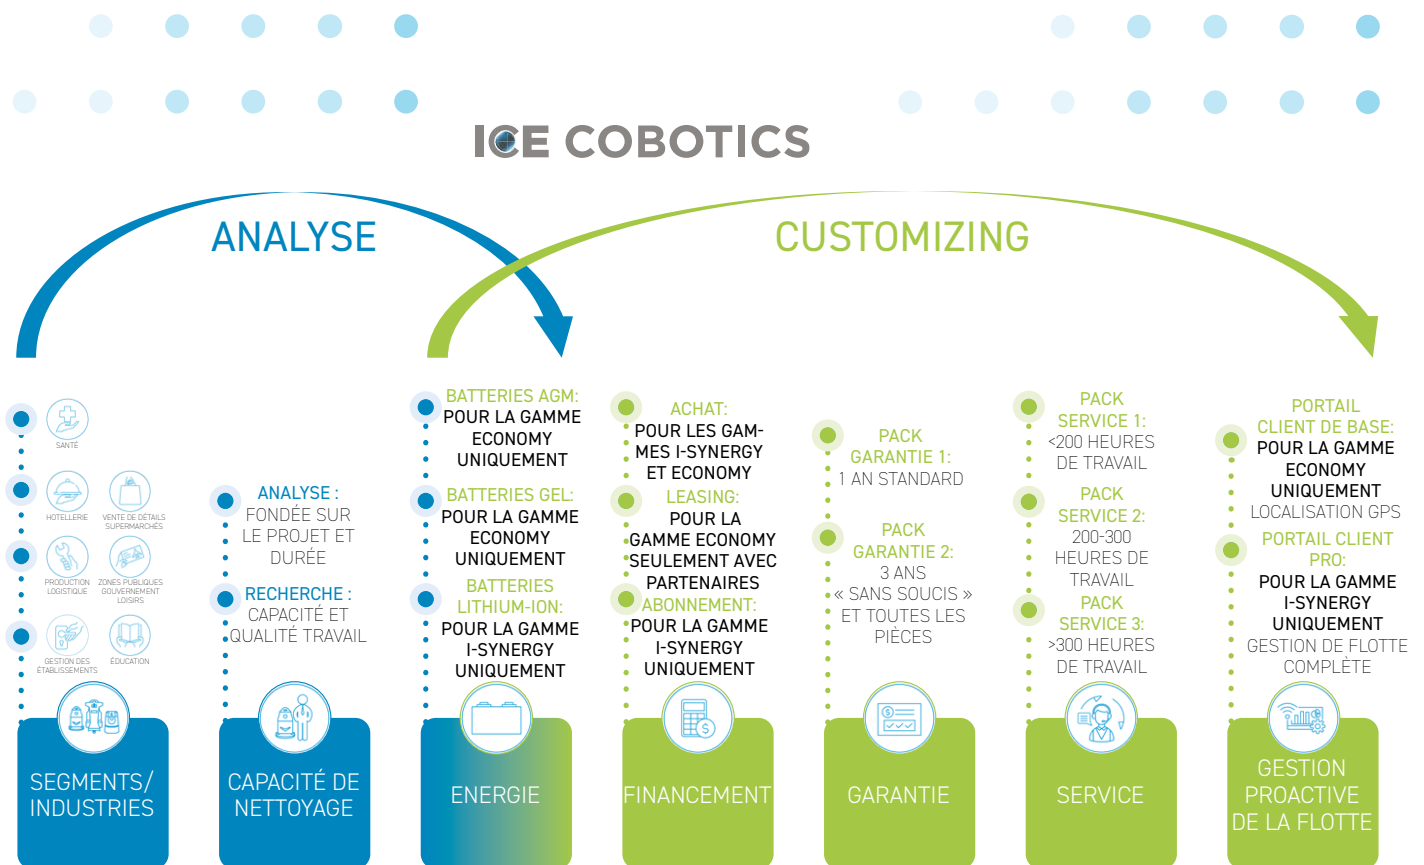 ICE COBOTICS
ANALYSE
CUSTOMIZING
SANTÉ
HOTELLERIE
VENTE DE DÉTAILS
SUPERMARCHÉS
PRODUCTION
LOGISTIQUE
ZONES PUBLIQUES
GOUVERNEMENT
LOISIRS
GESTION DES
ÉTABLISSEMENTS
ÉDUCATION
SEGMENTS/
INDUSTRIES
ANALYSE :
FONDÉE SUR
LE PROJET ET
DURÉE
RECHERCHE :
CAPACITÉ ET
QUALITÉ TRAVAIL
CAPACITÉ DE
NETTOYAGE
BATTERIES AGM:
POUR LA GAMME
ECONOMY
UNIQUEMENT
BATTERIES GEL:
POUR LA GAMME
ECONOMY
UNIQUEMENT
BATTERIES
LITHIUM-ION:
POUR LA GAMME
I-SYNERGY
UNIQUEMENT
ENERGIE
ACHAT:
POUR LES GAM-
MES I-SYNERGY
ET ECONOMY
LEASING:
POUR LA
GAMME ECONOMY
SEULEMENT AVEC
PARTENAIRES
ABONNEMENT:
POUR LA GAMME
I-SYNERGY
UNIQUEMENT
FINANCEMENT
PACK
GARANTIE 1:
1 AN STANDARD
PACK
GARANTIE 2:
3 ANS
« SANS SOUCIS »
ET TOUTES LES
PIÈCES
GARANTIE
PACK
SERVICE 1:
<200 HEURES
DE TRAVAIL
PACK
SERVICE 2:
200-300
HEURES DE
TRAVAIL
PACK
SERVICE 3:
>300 HEURES
DE TRAVAIL
SERVICE
PORTAIL
CLIENT DE BASE:
POUR LA GAMME
ECONOMY
UNIQUEMENT
LOCALISATION GPS
PORTAIL CLIENT
PRO:
POUR LA GAMME
I-SYNERGY
UNIQUEMENT
GESTION DE FLOTTE
COMPLÈTE
GESTION
PROACTIVE
DE LA FLOTTE